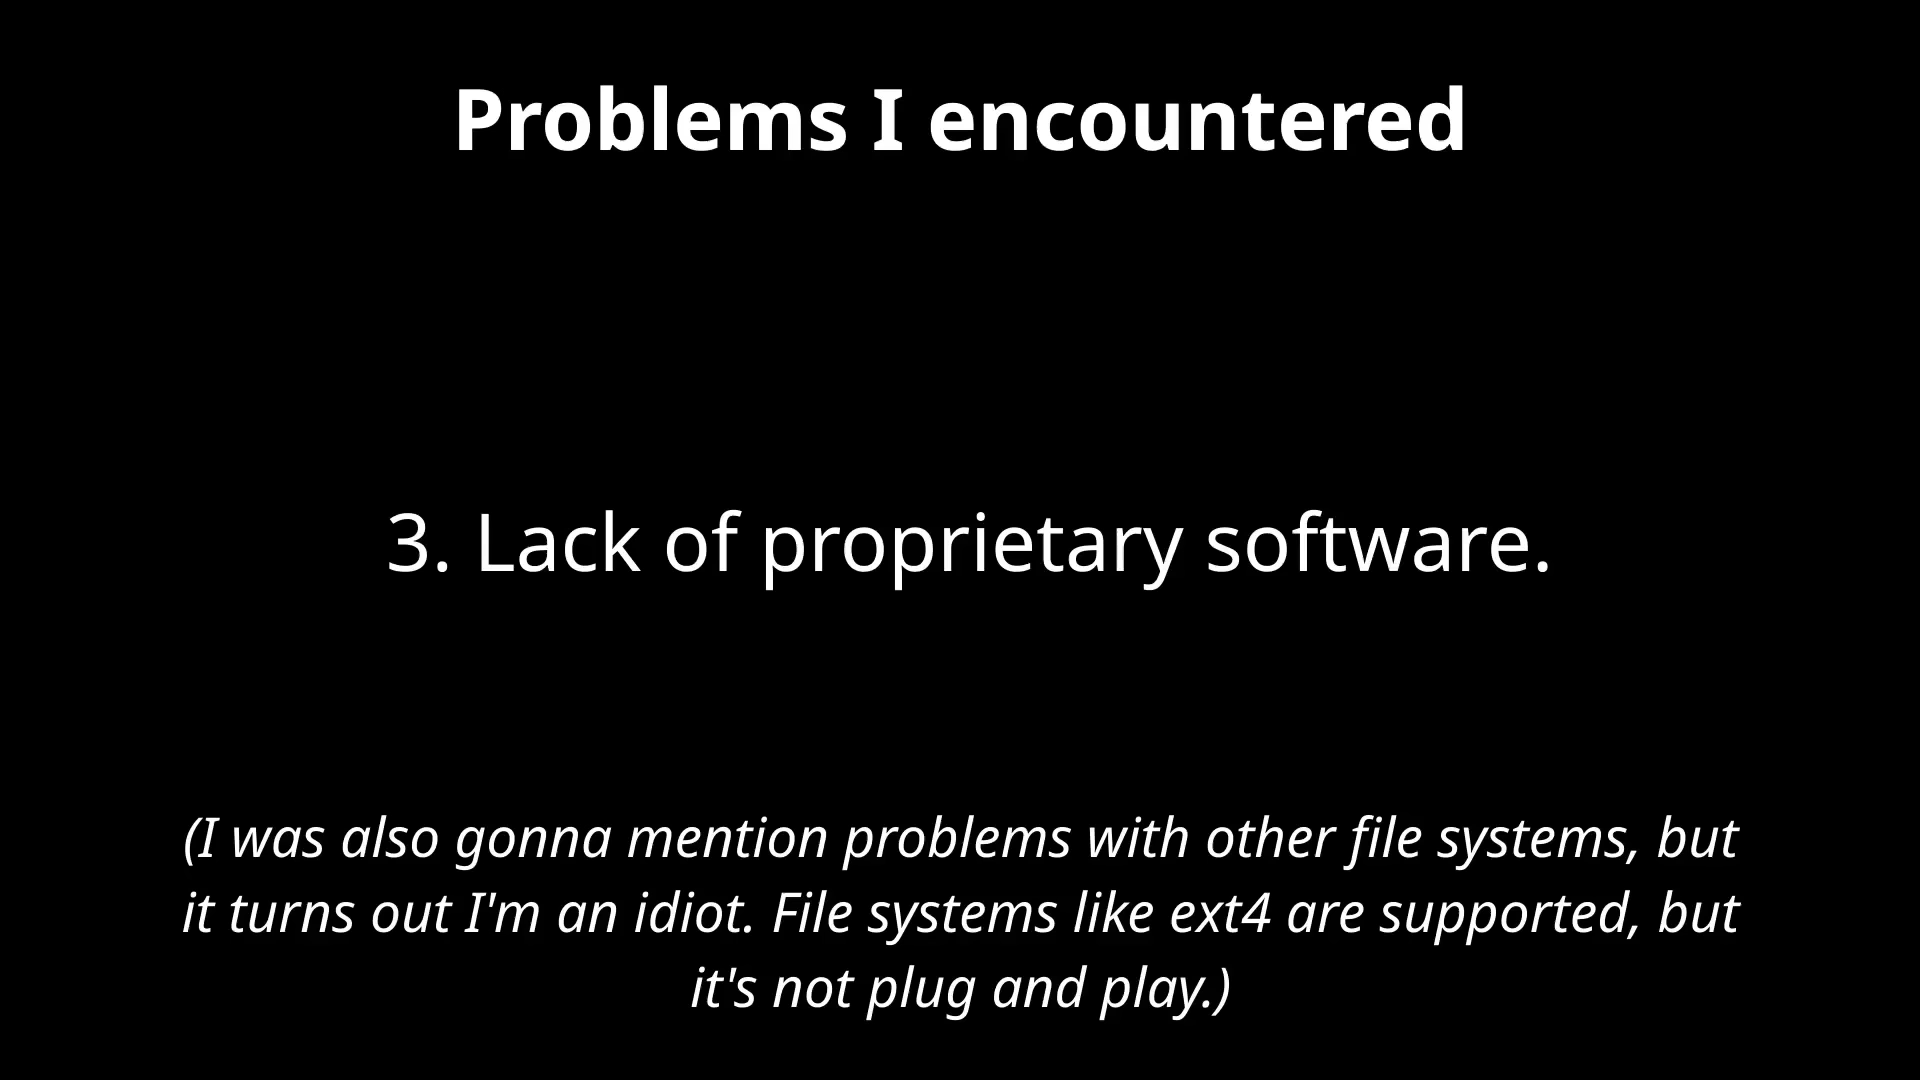 Problems I encountered
3. Lack of proprietary software.
(I was also gonna mention problems with other file systems, but
it turns out I'm an idiot. File systems like ext4 are supported, but
it's not plug and play.)